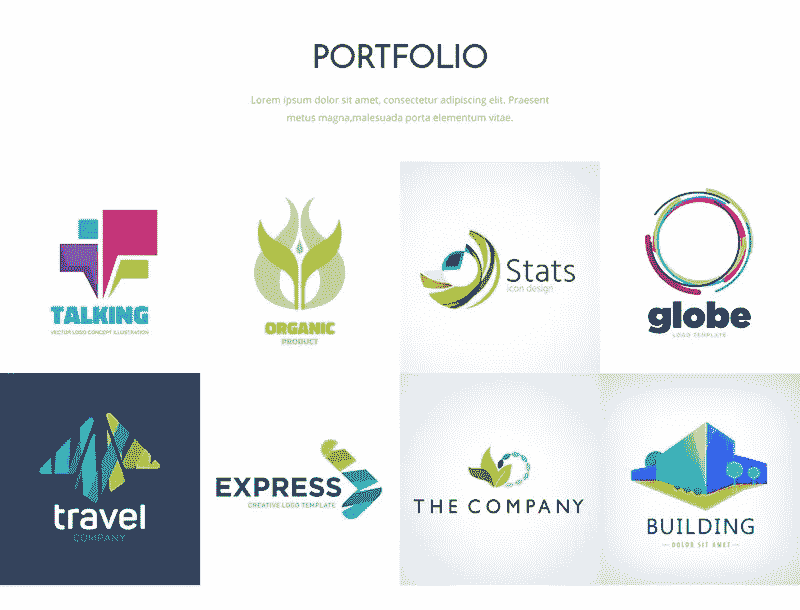 PORTFOLIO
Lorem ipsum dolor sit amet, consectetur adipiscing elit. Praesent
metus magna,malesuada porta elementum vitae.
TALKING
VECTOR LOGO CONCEPT ILLUSTRATION
ORGANIC
PRODUCT
Stats
icon design
globe
LOGO TEMPLATE
travel
COMPANY
EXPRESS
CREATIVE LOGO TEMPLATE
THE COMPANY
BUILDING
DOLOR SIT AMET